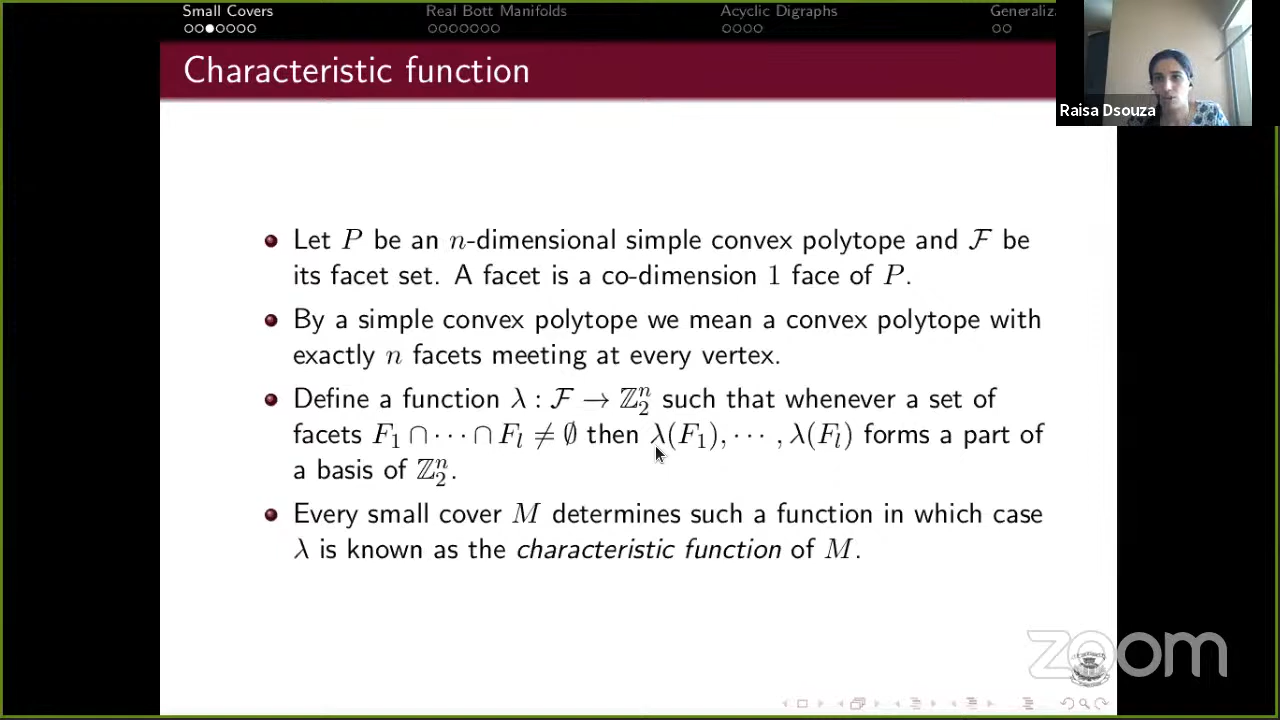 Small Covers
Real Bott Manifolds
Acyclic Digraphs
Generaliza
Characteristic function
Raisa Dsouza
Let P be an n-dimensional simple convex polytope and ℱ be
its facet set. A facet is a co-dimension 1 face of P.
By a simple convex polytope we mean a convex polytope with
exactly n facets meeting at every vertex.
Define a function λ : ℱ → ℤ₂ⁿ such that whenever a set of
facets F₁ ∩ ⋯ ∩ Fₗ ≠ ∅ then λ(F₁), ⋯ , λ(Fₗ) forms a part of
a basis of ℤ₂ⁿ.
Every small cover M determines such a function in which case
λ is known as the characteristic function of M.
zoom